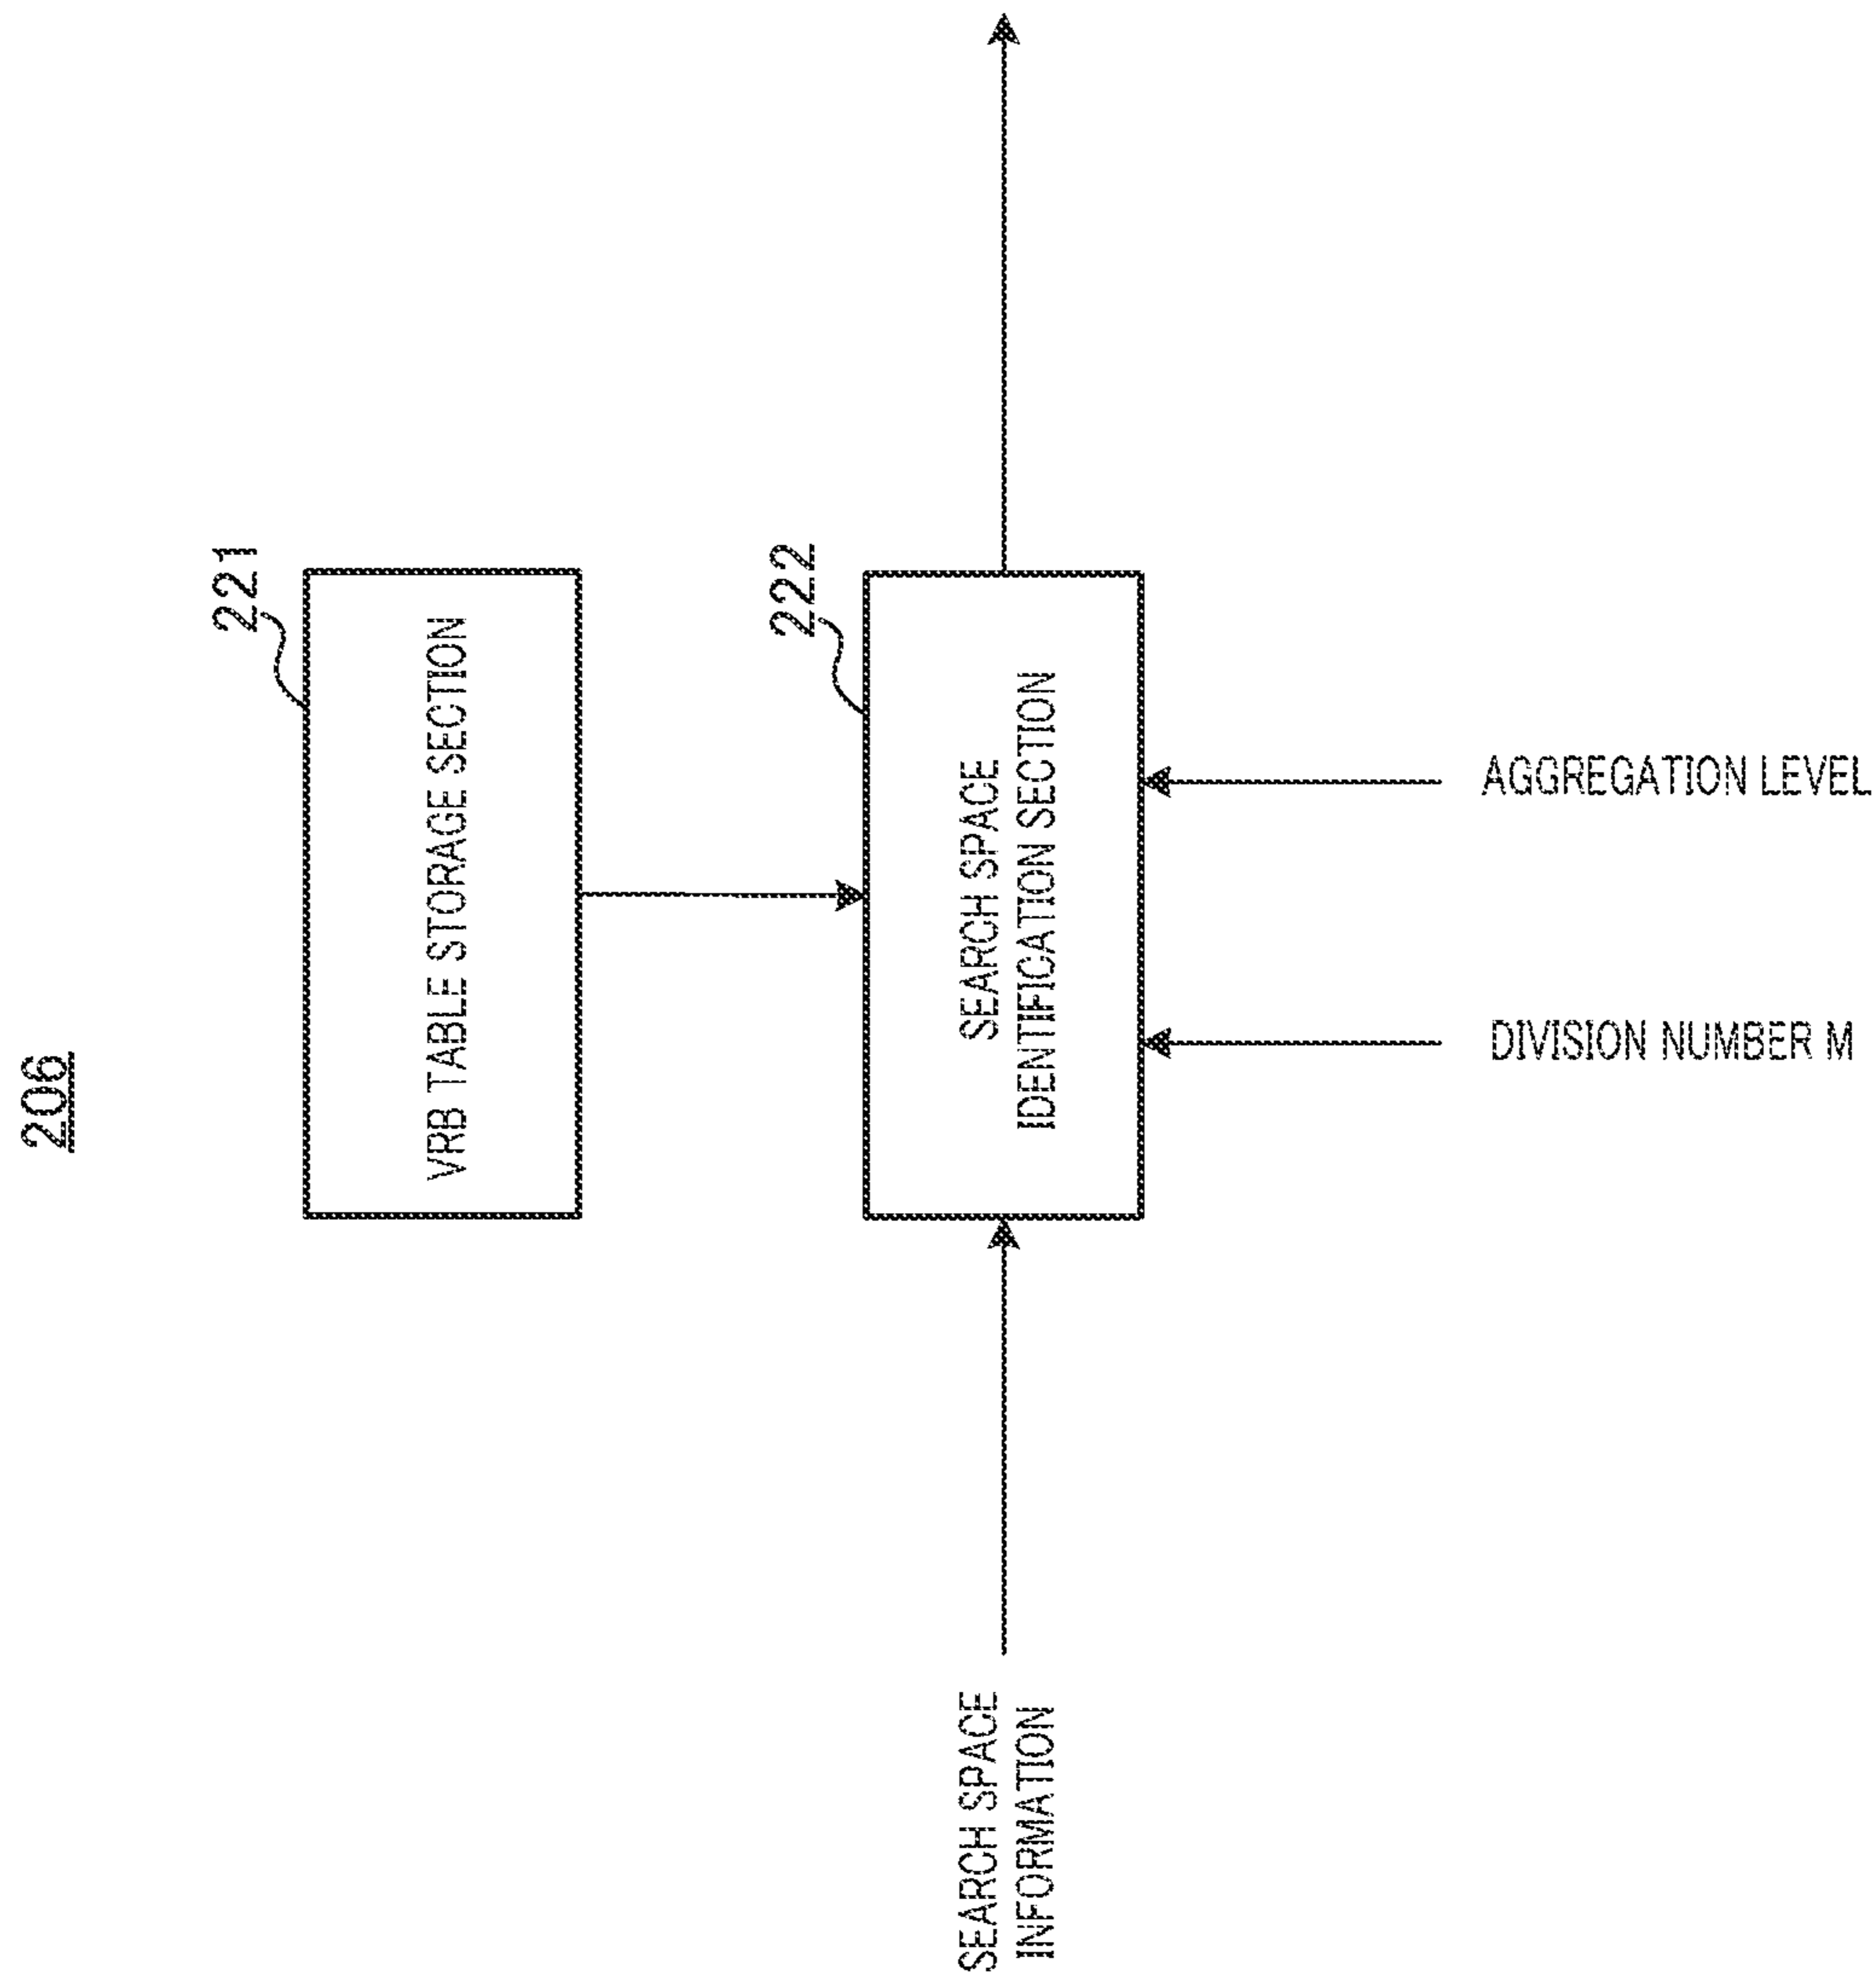 206
221
VRB TABLE STORAGE SECTION
222
SEARCH SPACE
IDENTIFICATION SECTION
SEARCH SPACE
INFORMATION
DIVISION NUMBER M
AGGREGATION LEVEL